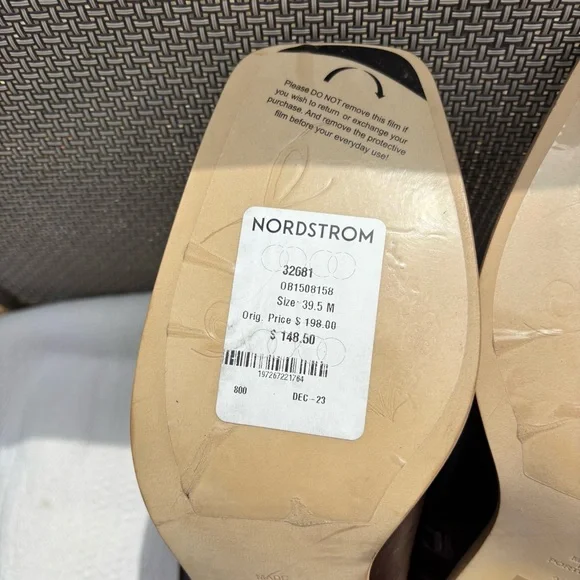 Please DO NOT remove this film if
you wish to return or exchange your
purchase. And remove the protective
film before your everyday use!
NORDSTROM
32681
OB1508158
Size 39.5 M
Orig. Price $ 198.00
$ 148.50
197267221784
800 DEC-23